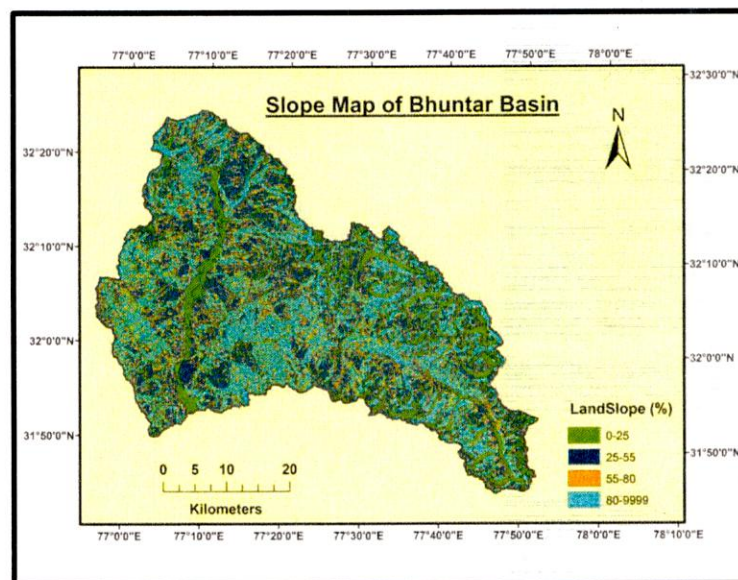 77°0'0"E 77°10'0"E 77°20'0"E 77°30'0"E 77°40'0"E 77°50'0"E 78°0'0"E
32°30'0"N
Slope Map of Bhuntar Basin
N
32°20'0"N
32°20'0"N
32°10'0"N
32°10'0"N
32°0'0"N
32°0'0"N
31°50'0"N
31°50'0"N
LandSlope (%)
0-25
25-55
55-80
80-9999
0 5 10 20
Kilometers
77°0'0"E 77°10'0"E 77°20'0"E 77°30'0"E 77°40'0"E 77°50'0"E 78°0'0"E 78°10'0"E